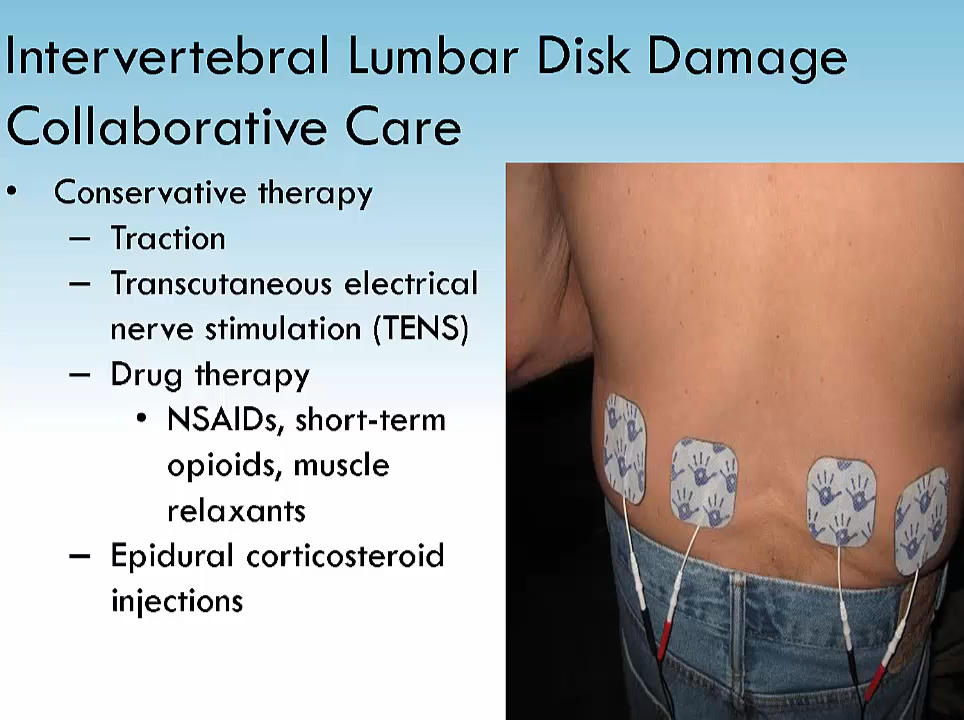 Intervertebral Lumbar Disk Damage
Collaborative Care
• Conservative therapy
– Traction
– Transcutaneous electrical
nerve stimulation (TENS)
– Drug therapy
• NSAIDs, short-term
opioids, muscle
relaxants
– Epidural corticosteroid
injections